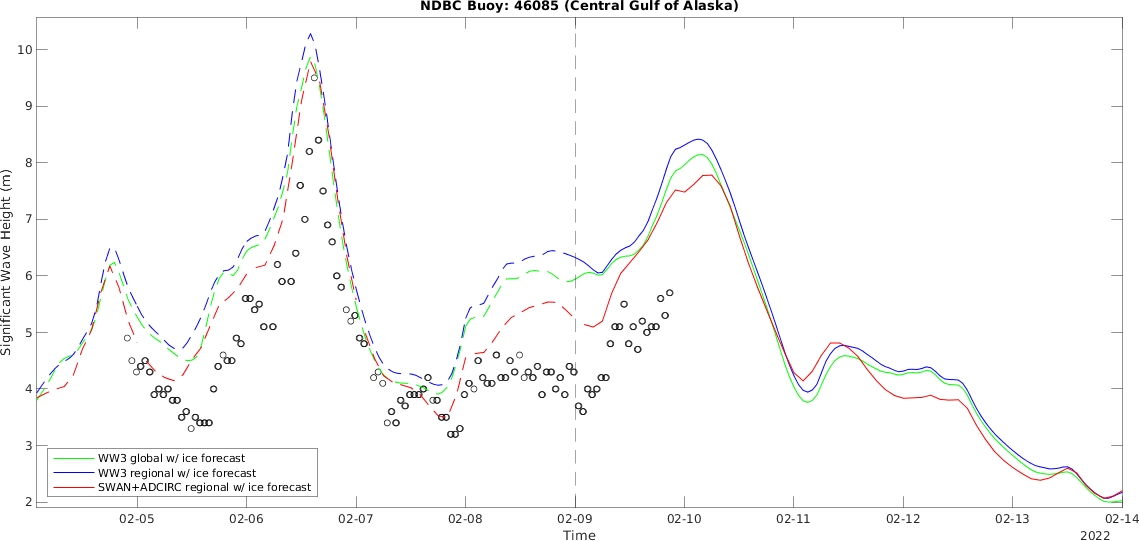 NDBC Buoy: 46085 (Central Gulf of Alaska)
10
9
8
7
6
5
4
3
2
Significant Wave Height (m)
WW3 global w/ ice forecast
WW3 regional w/ ice forecast
SWAN+ADCIRC regional w/ ice forecast
02-05 02-06 02-07 02-08 02-09 02-10 02-11 02-12 02-13 02-14
Time
2022